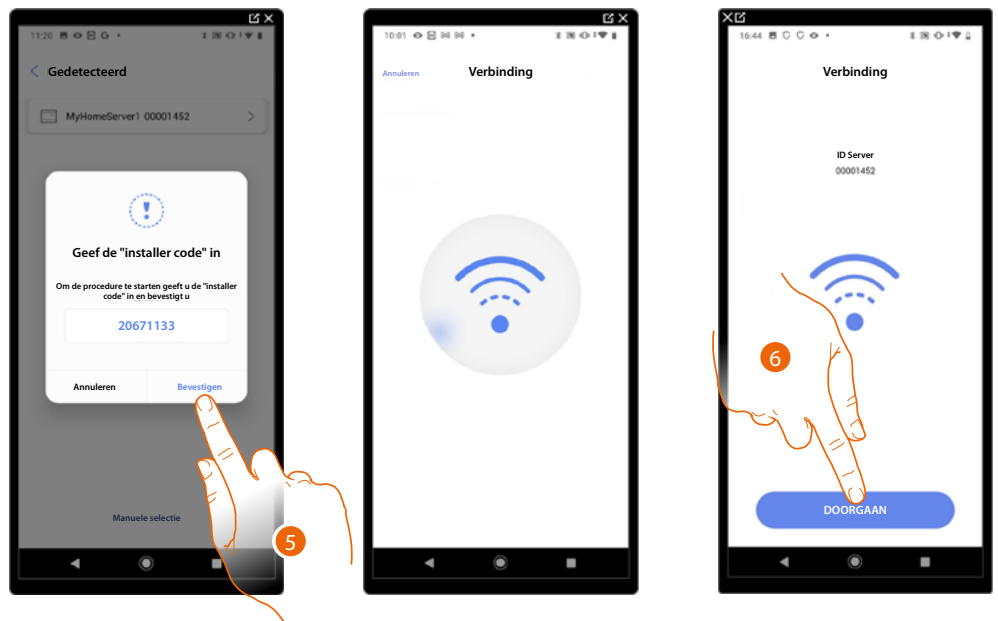 11:20
Gedetecteerd
MyHomeServer1 00001452
Geef de "installer code" in
Om de procedure te starten geeft u de "installer
code" in en bevestigt u
20671133
Annuleren
Bevestigen
Manuele selectie
5
10:01
Annuleren
Verbinding
16:44
Verbinding
ID Server
00001452
6
DOORGAAN